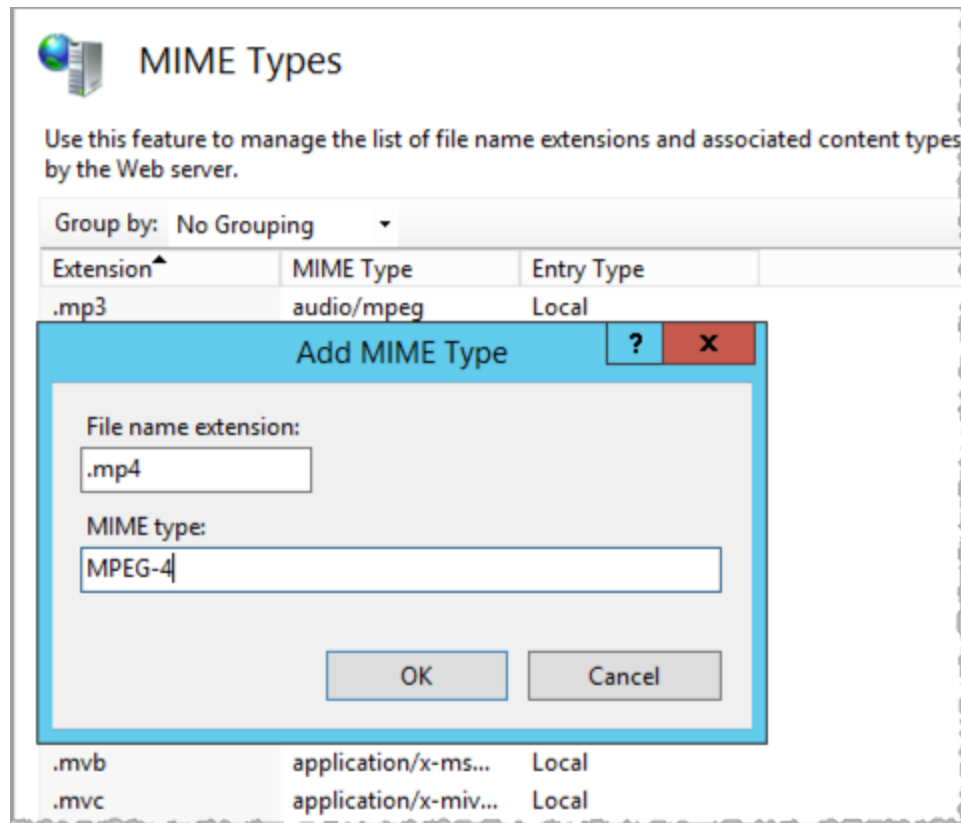 MIME Types
Use this feature to manage the list of file name extensions and associated content types
by the Web server.
Group by: No Grouping
Extension MIME Type Entry Type
.mp3 audio/mpeg Local
Add MIME Type ? x
File name extension:
.mp4
MIME type:
MPEG-4
OK Cancel
.mvb application/x-ms... Local
.mvc application/x-miv... Local